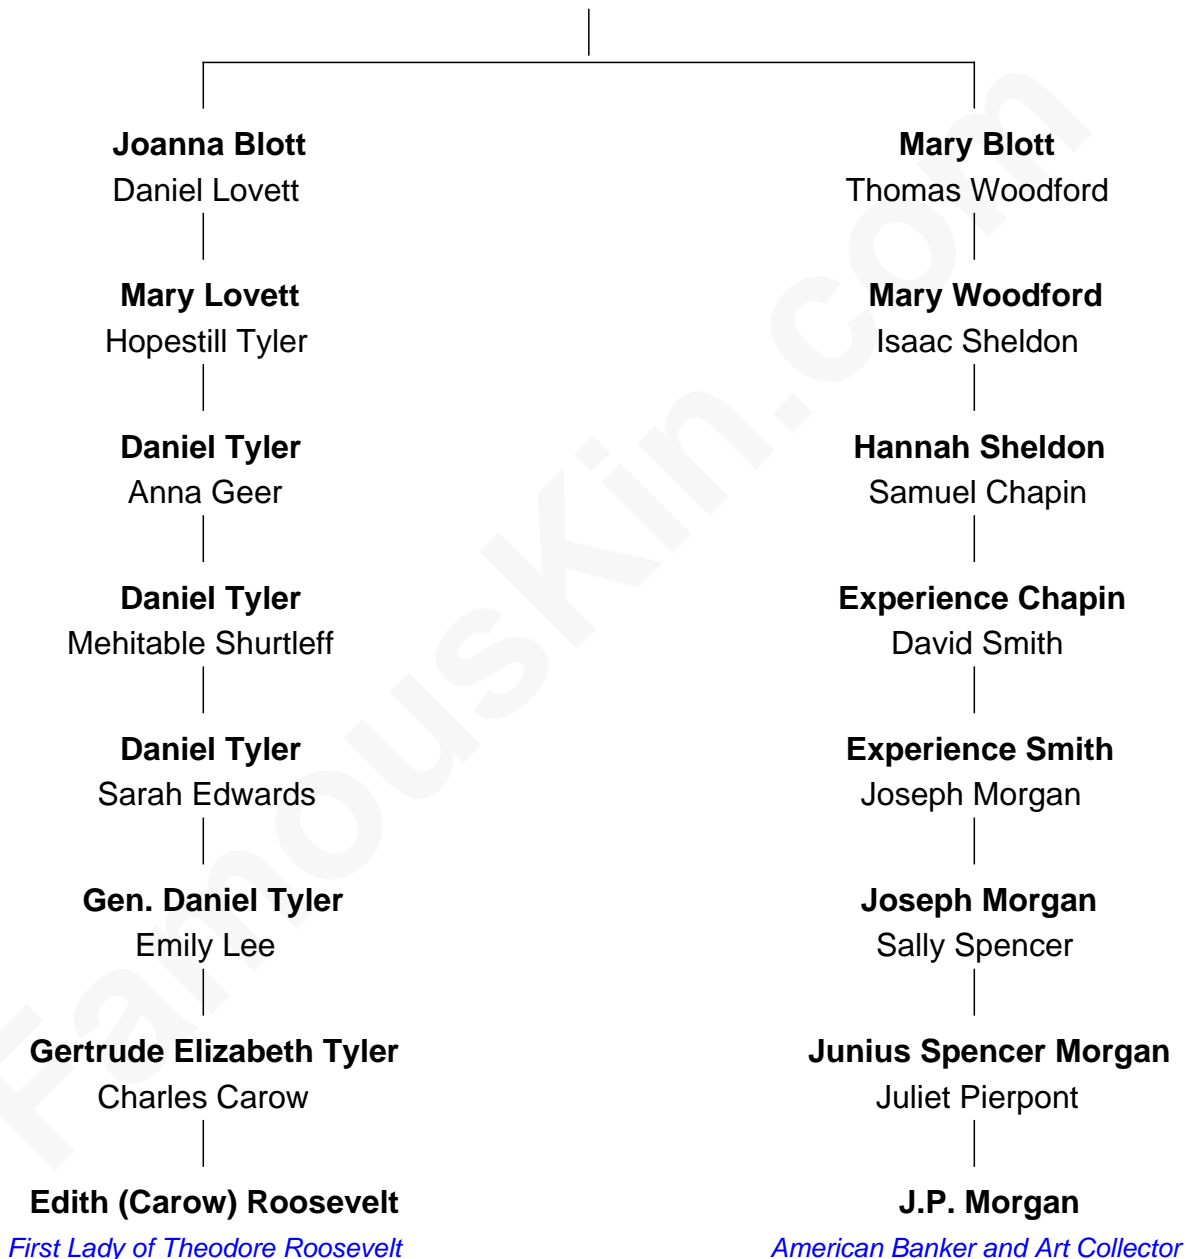 Joanna Blott
Daniel Lovett
Mary Lovett
Hopestill Tyler
Daniel Tyler
Anna Geer
Daniel Tyler
Mehitable Shurtleff
Daniel Tyler
Sarah Edwards
Gen. Daniel Tyler
Emily Lee
Gertrude Elizabeth Tyler
Charles Carow
Edith (Carow) Roosevelt
First Lady of Theodore Roosevelt
Mary Blott
Thomas Woodford
Mary Woodford
Isaac Sheldon
Hannah Sheldon
Samuel Chapin
Experience Chapin
David Smith
Experience Smith
Joseph Morgan
Joseph Morgan
Sally Spencer
Junius Spencer Morgan
Juliet Pierpont
J.P. Morgan
American Banker and Art Collector
FamousKin.com